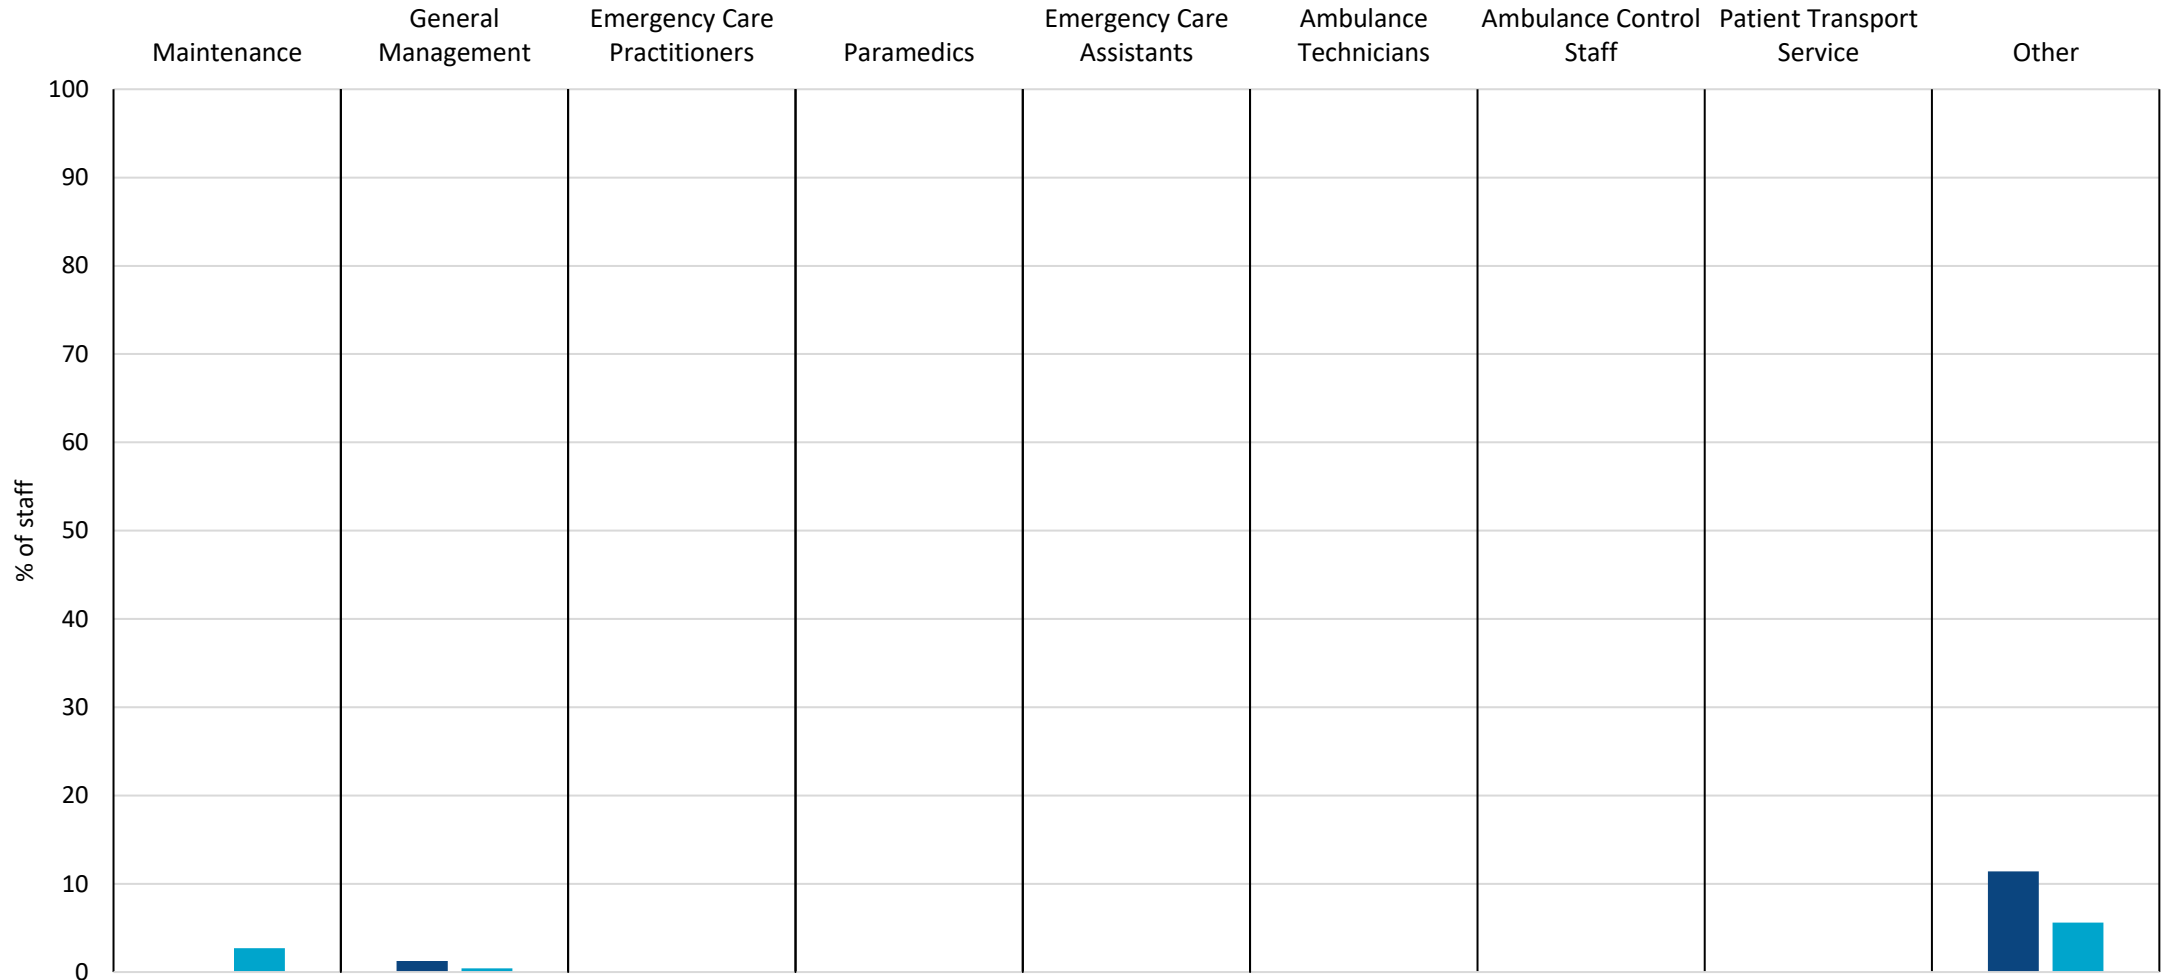 Maintenance
General
Management
Emergency Care
Practitioners
Paramedics
Emergency Care
Assistants
Ambulance
Technicians
Ambulance Control
Staff
Patient Transport
Service
Other
% of staff
100
90
80
70
60
50
40
30
20
10
0